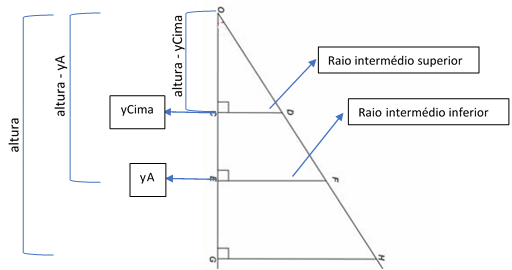 altura
altura - yA
altura - yCima
O
Raio intermédio superior
yCima
C
D
Raio intermédio inferior
yA
E
F
G
H